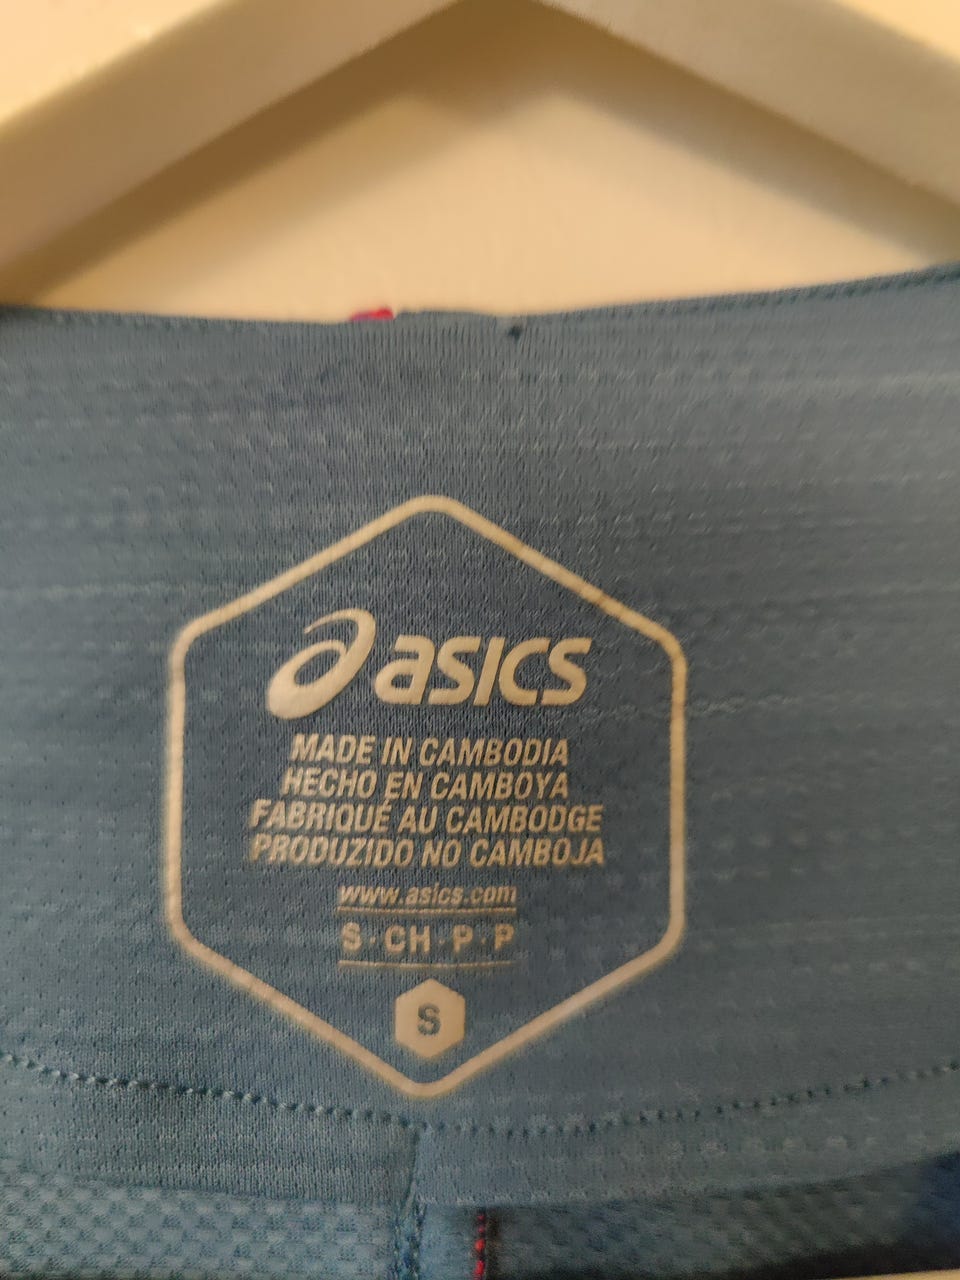 asics
MADE IN CAMBODIA
HECHO EN CAMBOYA
FABRIQUÉ AU CAMBODGE
PRODUZIDO NO CAMBOJA
www.asics.com
S·CH·P·P
S